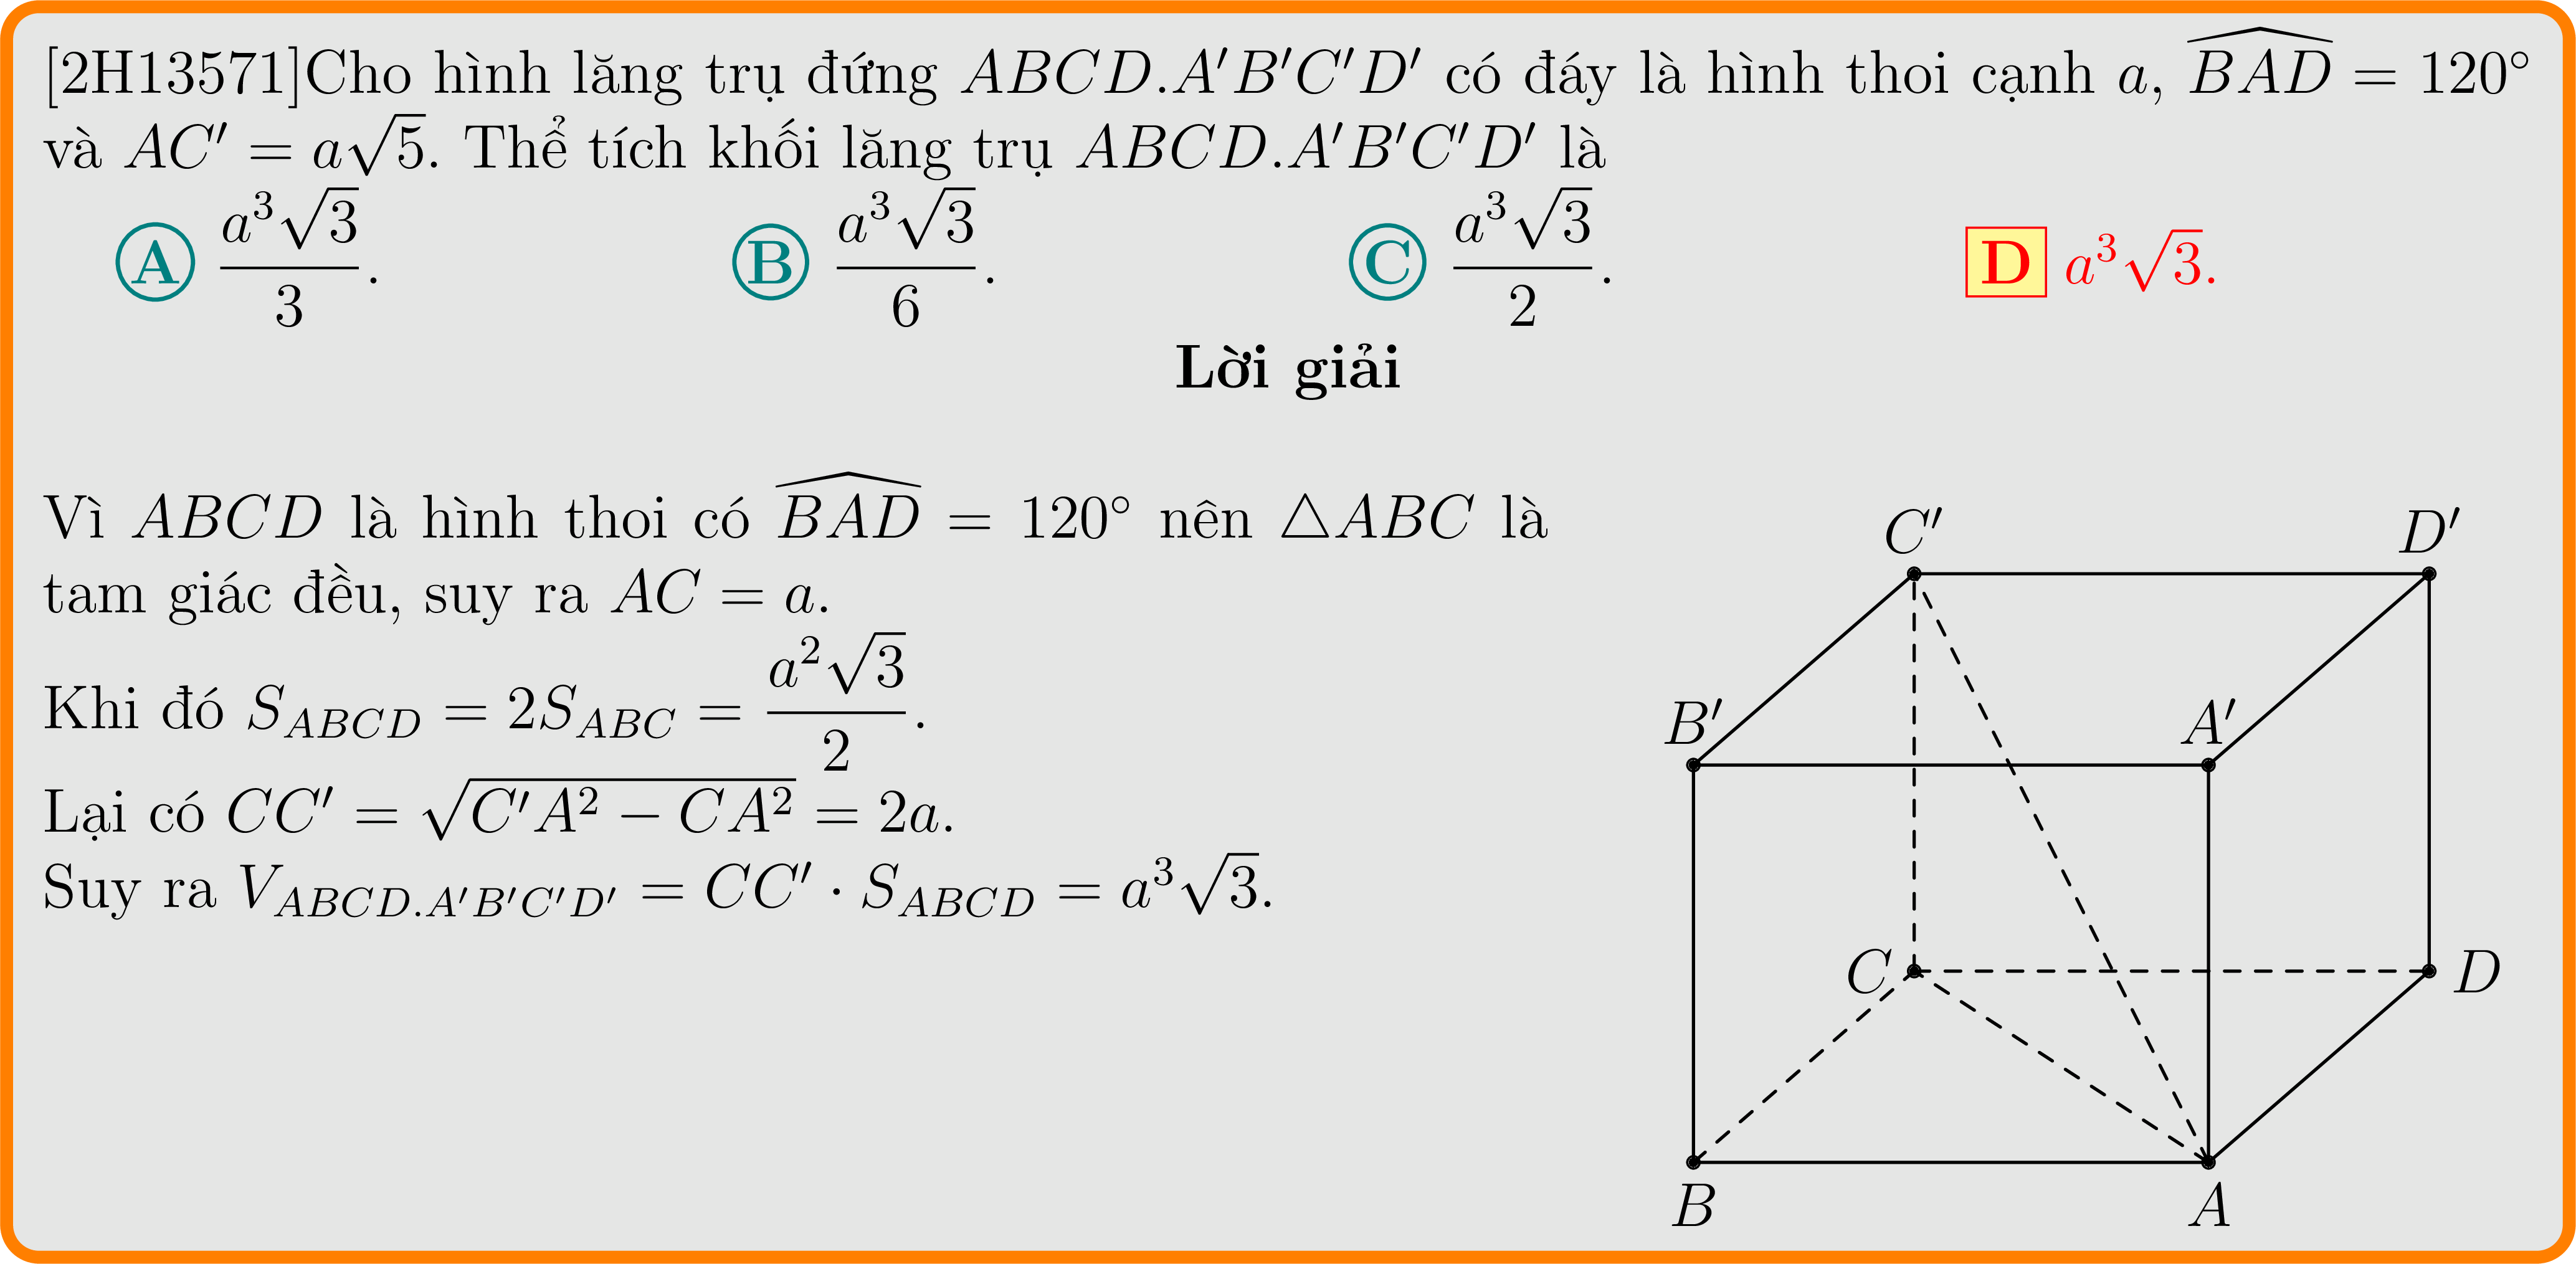 [2H13571]Cho hình lăng trụ đứng $ABCD.A'B'C'D'$ có đáy là hình thoi cạnh $a$, $\widehat{BAD} = 120^\circ$
và $AC' = a\sqrt{5}$. Thể tích khối lăng trụ $ABCD.A'B'C'D'$ là
A $\dfrac{a^3\sqrt{3}}{3}$. B $\dfrac{a^3\sqrt{3}}{6}$. C $\dfrac{a^3\sqrt{3}}{2}$. D $a^3\sqrt{3}$.
Lời giải
Vì $ABCD$ là hình thoi có $\widehat{BAD} = 120^\circ$ nên $\triangle ABC$ là
tam giác đều, suy ra $AC = a$.
Khi đó $S_{ABCD} = 2S_{ABC} = \dfrac{a^2\sqrt{3}}{2}$.
Lại có $CC' = \sqrt{C'A^2 - CA^2} = 2a$.
Suy ra $V_{ABCD.A'B'C'D'} = CC' \cdot S_{ABCD} = a^3\sqrt{3}$.
C' D'
B' A'
C D
B A